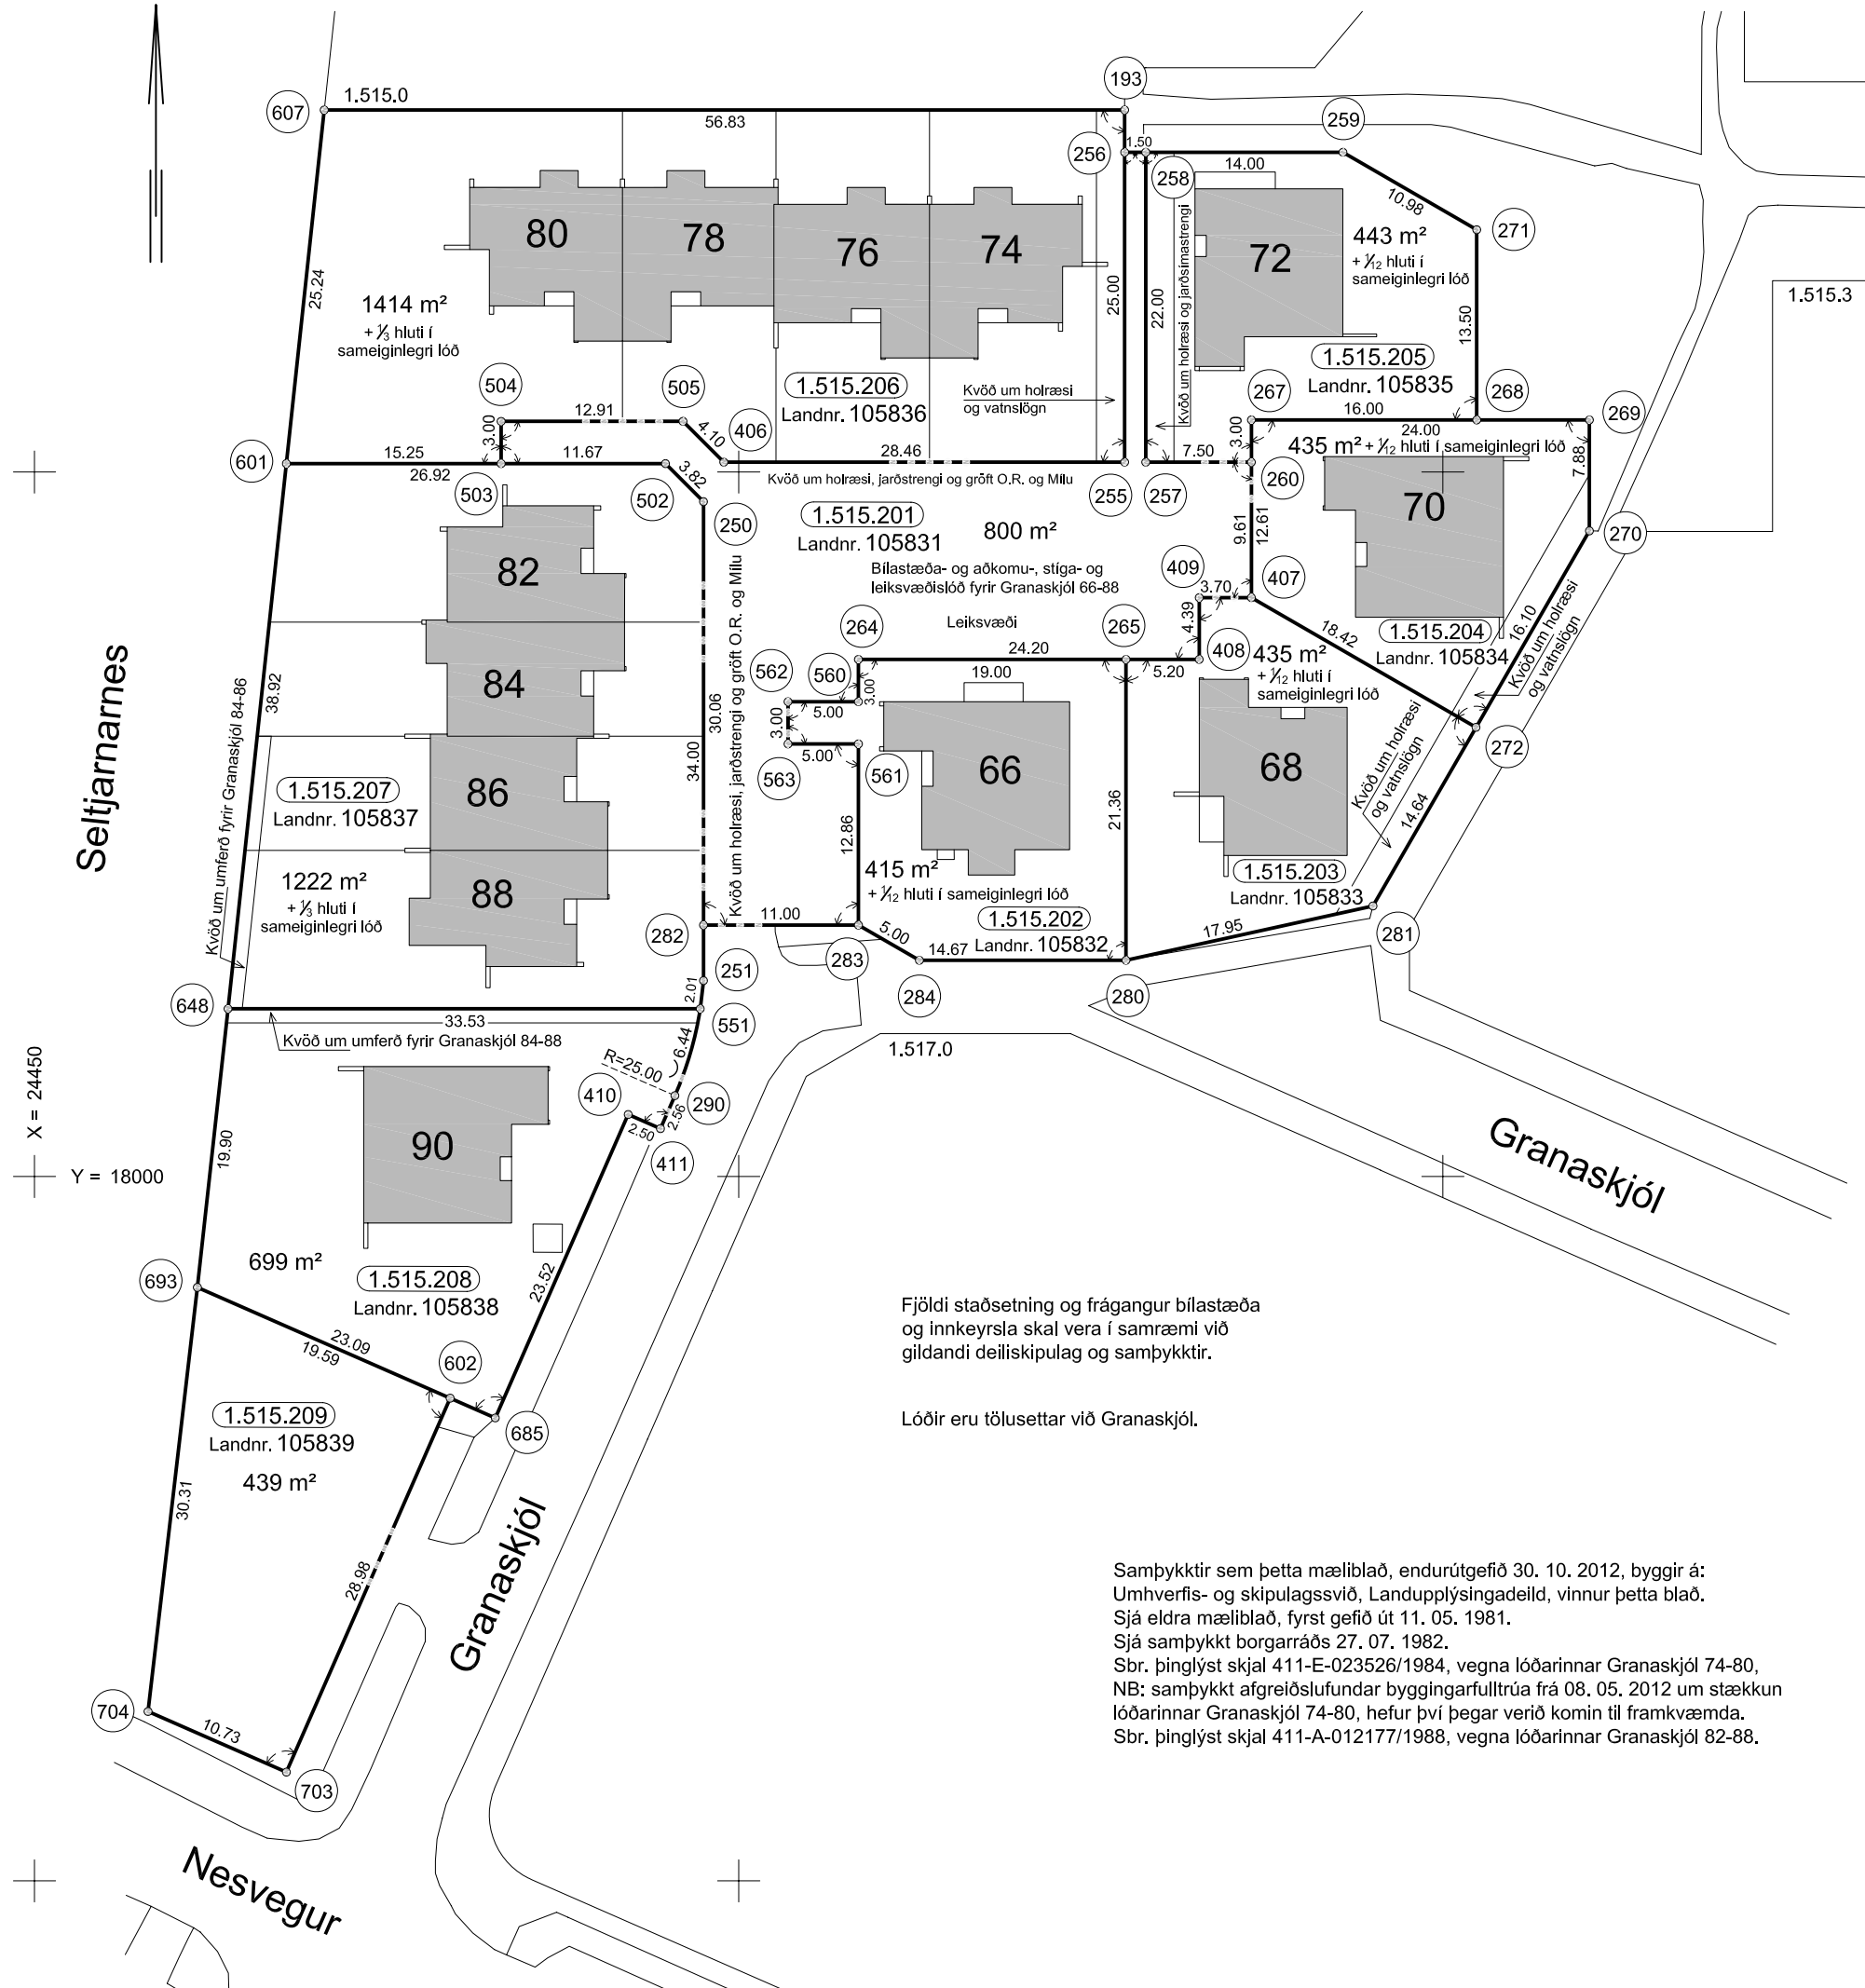 193
607
1.515.0
56.83
259
256
1.50
14.00
258
10.98
271
80
78
76
74
72
443 m²
+ 1/12 hluti í
sameiginlegri lóð
25.24
1414 m²
+ 1/3 hluti í
sameiginlegri lóð
25.00
22.00
Kvöð um holræsi og jarðsímastrengi
13.50
1.515.3
1.515.205
Landnr. 105835
504
505
1.515.206
Landnr. 105836
Kvöð um holræsi
og vatnslögn
267
268
269
12.91
4.10
406
3.00
16.00
24.00
3.00
435 m² + 1/12 hluti í sameiginlegri lóð
7.88
601
15.25
11.67
28.46
7.50
26.92
3.82
Kvöð um holræsi, jarðstrengi og gröft O.R. og Mílu
503
502
255
257
260
70
250
1.515.201
Landnr. 105831
800 m²
9.61
12.61
270
82
Bílastæða- og aðkomu-, stíga- og
leiksvæðislóð fyrir Granaskjól 66-88
409
407
3.70
Leiksvæði
264
265
4.39
18.42
1.515.204
Landnr. 105834
16.10
Kvöð um holræsi
og vatnslögn
24.20
408
435 m²
+ 1/12 hluti í
sameiginlegri lóð
5.20
Seltjarnarnes
38.92
84
562
560
19.00
3.00
5.00
3.00
5.00
30.06
34.00
Kvöð um holræsi, jarðstrengi og gröft O.R. og Mílu
272
563
561
66
68
Kvöð um holræsi
og vatnslögn
14.64
Kvöð um umferð fyrir Granaskjól 84-86
1.515.207
Landnr. 105837
86
12.86
21.36
415 m²
+ 1/12 hluti í sameiginlegri lóð
1.515.203
Landnr. 105833
1222 m²
+ 1/3 hluti í
sameiginlegri lóð
88
1.515.202
Landnr. 105832
282
11.00
5.00
17.95
281
283
14.67
251
284
280
648
2.01
551
33.53
Kvöð um umferð fyrir Granaskjól 84-88
6.44
1.517.0
R=25.00
X = 24450
410
290
2.56
2.50
411
90
19.90
Y = 18000
Granaskjól
699 m²
693
1.515.208
Landnr. 105838
23.52
Fjöldi staðsetning og frágangur bílastæða
og innkeyrsla skal vera í samræmi við
gildandi deiliskipulag og samþykktir.
23.09
19.59
602
1.515.209
Landnr. 105839
Lóðir eru tölusettar við Granaskjól.
685
439 m²
30.31
28.98
Granaskjól
Samþykktir sem þetta mæliblað, endurútgefið 30. 10. 2012, byggir á:
Umhverfis- og skipulagssvið, Landupplýsingadeild, vinnur þetta blað.
Sjá eldra mæliblað, fyrst gefið út 11. 05. 1981.
Sjá samþykkt borgarráðs 27. 07. 1982.
Sbr. þinglýst skjal 411-E-023526/1984, vegna lóðarinnar Granaskjól 74-80,
NB: samþykkt afgreiðslufundar byggingarfulltrúa frá 08. 05. 2012 um stækkun
lóðarinnar Granaskjól 74-80, hefur því þegar verið komin til framkvæmda.
Sbr. þinglýst skjal 411-A-012177/1988, vegna lóðarinnar Granaskjól 82-88.
704
10.73
703
Nesvegur